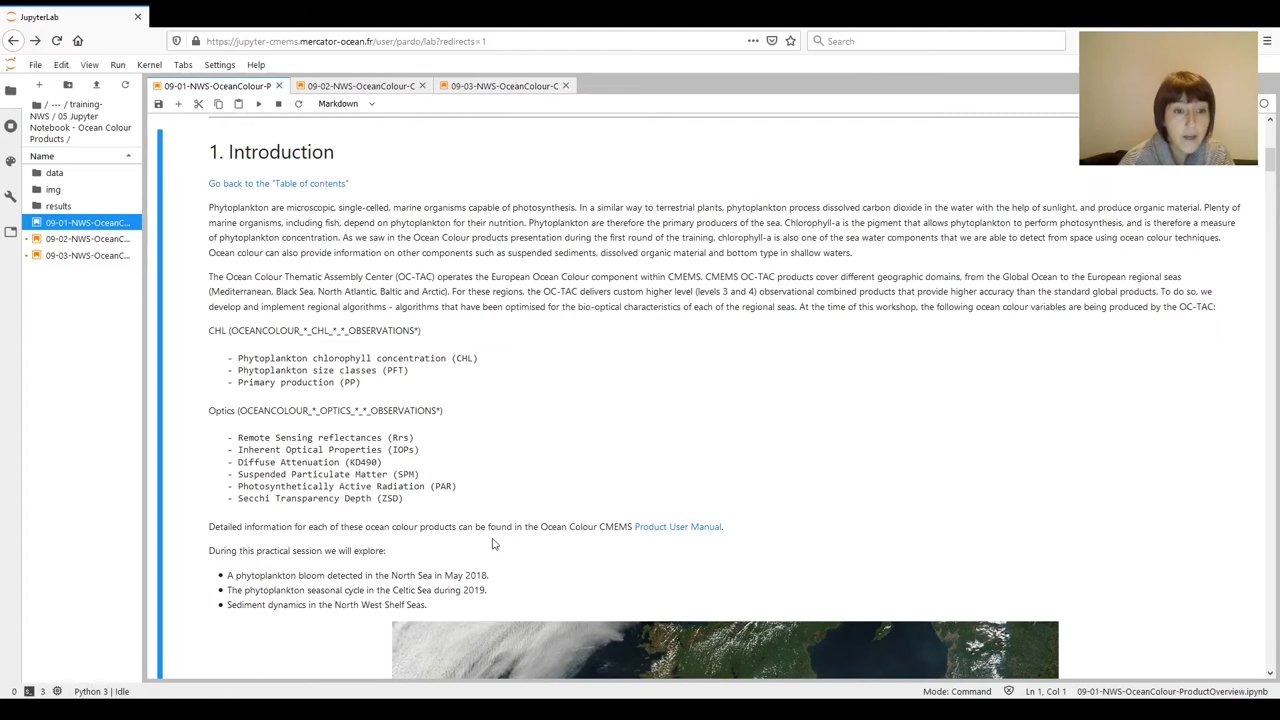 JupyterLab
https://jupyter-cmems.mercator-ocean.fr/user/pardo/lab?redirects=1
Search
File Edit View Run Kernel Tabs Settings Help
09-01-NWS-OceanColour-P 09-02-NWS-OceanColour-C 09-03-NWS-OceanColour-C
Markdown
/ ··· / training-
NWS / 05 Jupyter
Notebook - Ocean Colour
Products /
Name
data
img
results
09-01-NWS-OceanC...
09-02-NWS-OceanC...
09-03-NWS-OceanC...
1. Introduction
Go back to the "Table of contents"
Phytoplankton are microscopic, single-celled, marine organisms capable of photosynthesis. In a similar way to terrestrial plants, phytoplankton process dissolved carbon dioxide in the water with the help of sunlight, and produce organic material. Plenty of
marine organisms, including fish, depend on phytoplankton for their nutrition. Phytoplankton are therefore the primary producers of the sea. Chlorophyll-a is the pigment that allows phytoplankton to perform photosynthesis, and is therefore a measure
of phytoplankton concentration. As we saw in the Ocean Colour products presentation during the first round of the training, chlorophyll-a is also one of the sea water components that we are able to detect from space using ocean colour techniques.
Ocean colour can also provide information on other components such as suspended sediments, dissolved organic material and bottom type in shallow waters.
The Ocean Colour Thematic Assembly Center (OC-TAC) operates the European Ocean Colour component within CMEMS. CMEMS OC-TAC products cover different geographic domains, from the Global Ocean to the European regional seas
(Mediterranean, Black Sea, North Atlantic, Baltic and Arctic). For these regions, the OC-TAC delivers custom higher level (levels 3 and 4) observational combined products that provide higher accuracy than the standard global products. To do so, we
develop and implement regional algorithms - algorithms that have been optimised for the bio-optical characteristics of each of the regional seas. At the time of this workshop, the following ocean colour variables are being produced by the OC-TAC:
CHL (OCEANCOLOUR_*_CHL_*_*_OBSERVATIONS*)
- Phytoplankton chlorophyll concentration (CHL)
- Phytoplankton size classes (PFT)
- Primary production (PP)
Optics (OCEANCOLOUR_*_OPTICS_*_*_OBSERVATIONS*)
- Remote Sensing reflectances (Rrs)
- Inherent Optical Properties (IOPs)
- Diffuse Attenuation (KD490)
- Suspended Particulate Matter (SPM)
- Photosynthetically Active Radiation (PAR)
- Secchi Transparency Depth (ZSD)
Detailed information for each of these ocean colour products can be found in the Ocean Colour CMEMS Product User Manual.
During this practical session we will explore:
• A phytoplankton bloom detected in the North Sea in May 2018.
• The phytoplankton seasonal cycle in the Celtic Sea during 2019.
• Sediment dynamics in the North West Shelf Seas.
0 3 Python 3 | Idle Mode: Command Ln 1, Col 1 09-01-NWS-OceanColour-ProductOverview.ipynb